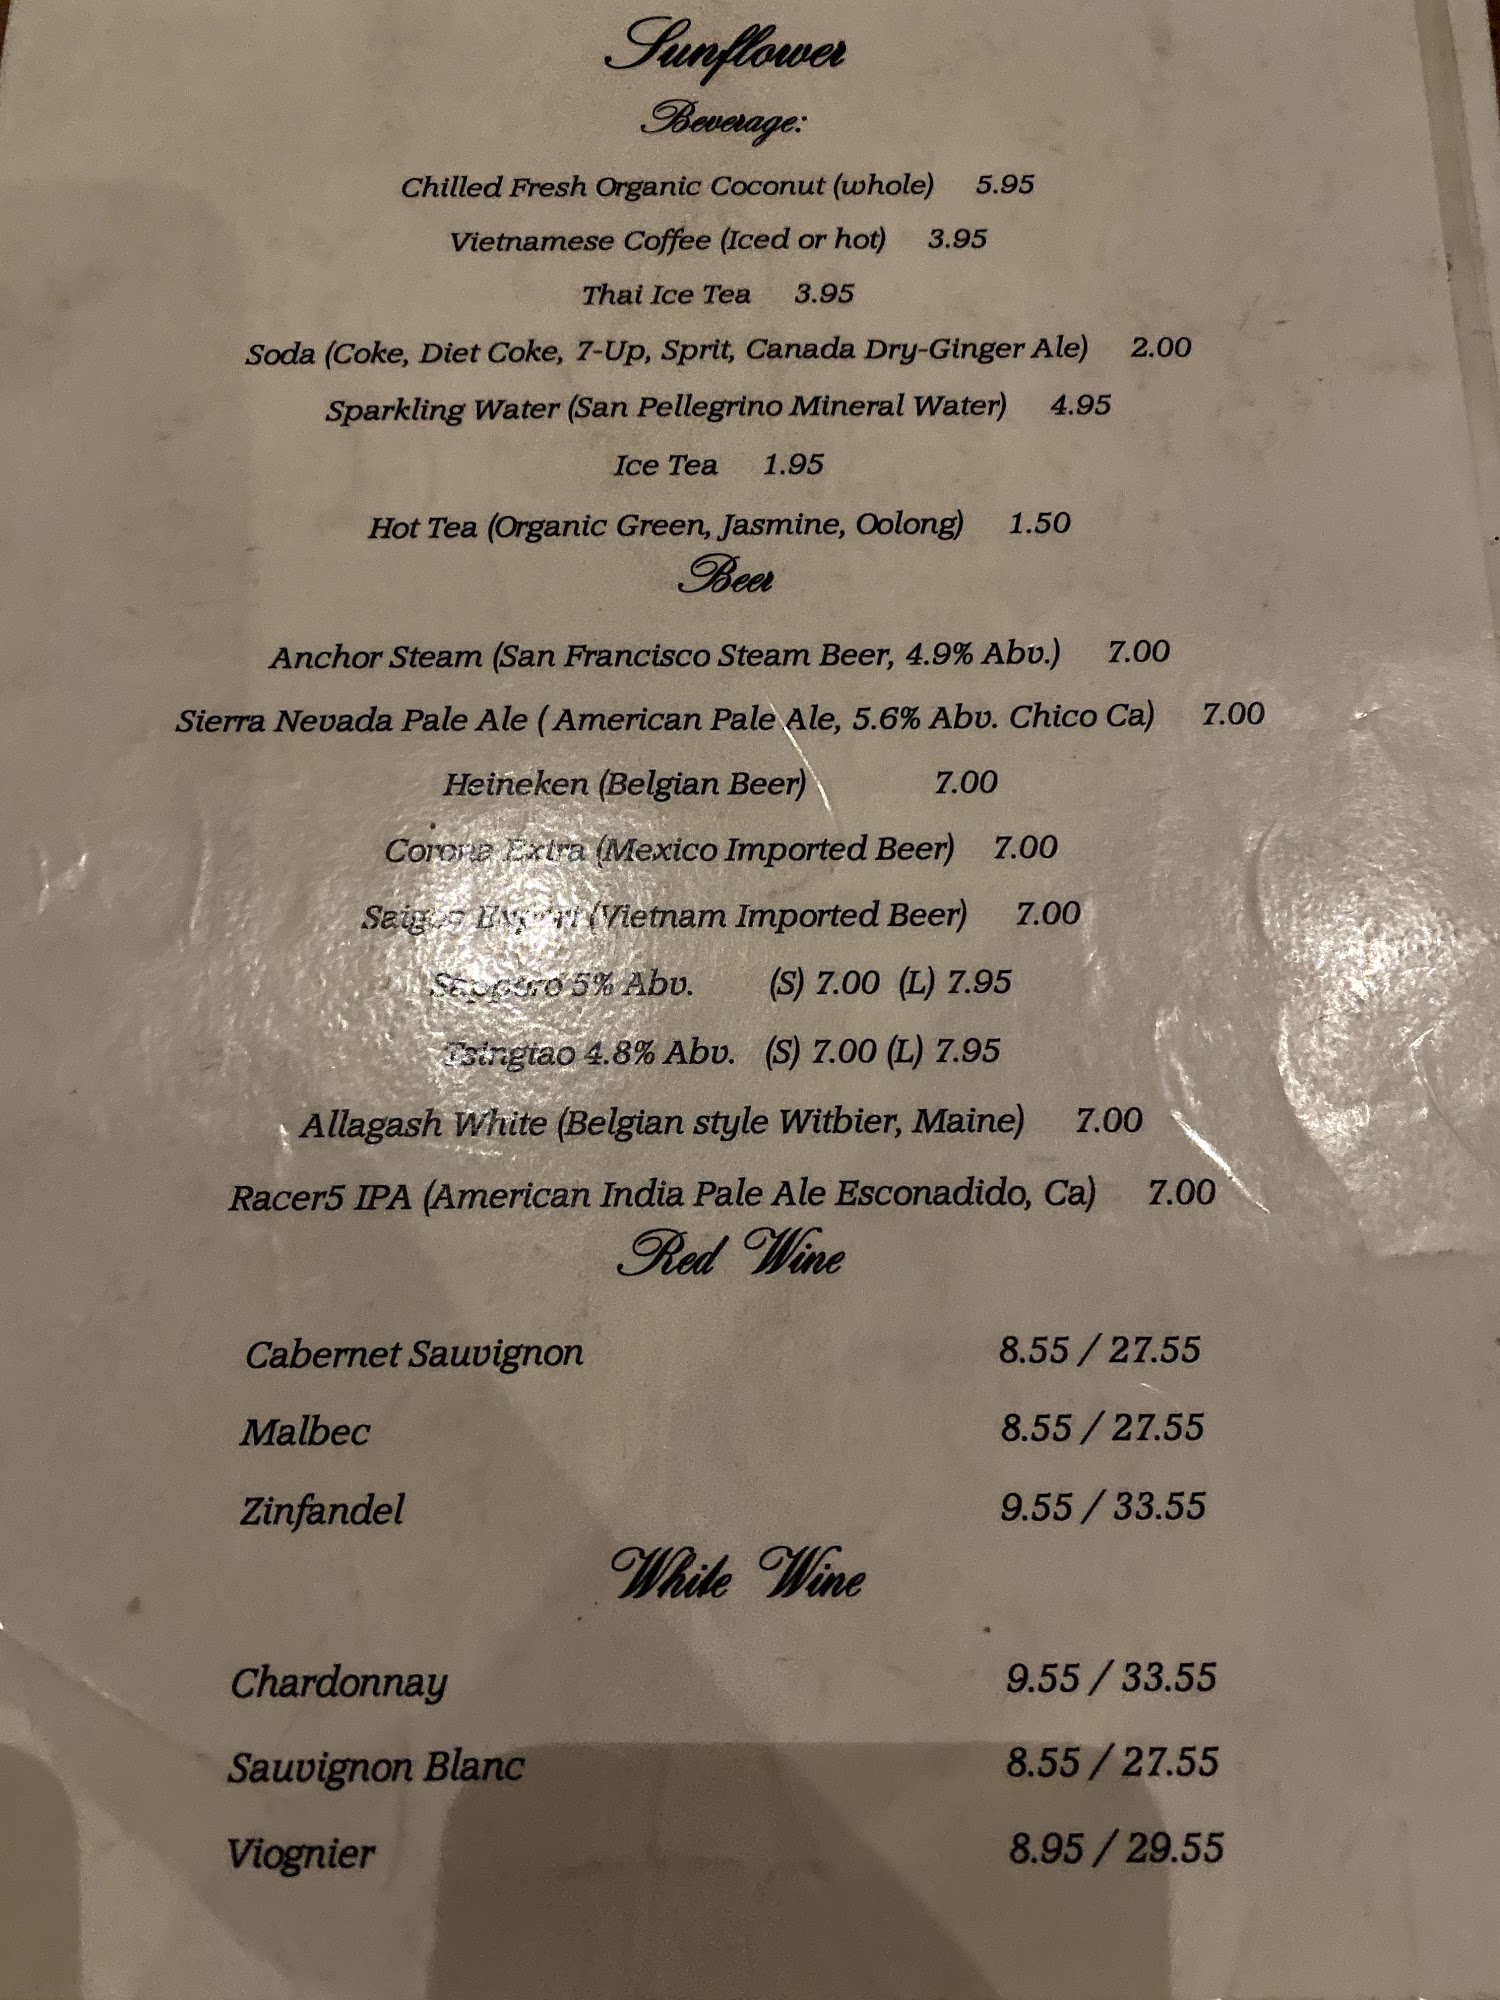 Sunflower
Beverage:
Chilled Fresh Organic Coconut (whole) 5.95
Vietnamese Coffee (Iced or hot) 3.95
Thai Ice Tea 3.95
Soda (Coke, Diet Coke, 7-Up, Sprit, Canada Dry-Ginger Ale) 2.00
Sparkling Water (San Pellegrino Mineral Water) 4.95
Ice Tea 1.95
Hot Tea (Organic Green, Jasmine, Oolong) 1.50
Beer
Anchor Steam (San Francisco Steam Beer, 4.9% Abv.) 7.00
Sierra Nevada Pale Ale ( American Pale Ale, 5.6% Abv. Chico Ca) 7.00
Heineken (Belgian Beer) 7.00
Corona Extra (Mexico Imported Beer) 7.00
Saigon Export (Vietnam Imported Beer) 7.00
Sapporo 5% Abv. (S) 7.00 (L) 7.95
Tsingtao 4.8% Abv. (S) 7.00 (L) 7.95
Allagash White (Belgian style Witbier, Maine) 7.00
Racer5 IPA (American India Pale Ale Esconadido, Ca) 7.00
Red Wine
Cabernet Sauvignon 8.55 / 27.55
Malbec 8.55 / 27.55
Zinfandel 9.55 / 33.55
White Wine
Chardonnay 9.55 / 33.55
Sauvignon Blanc 8.55 / 27.55
Viognier 8.95 / 29.55